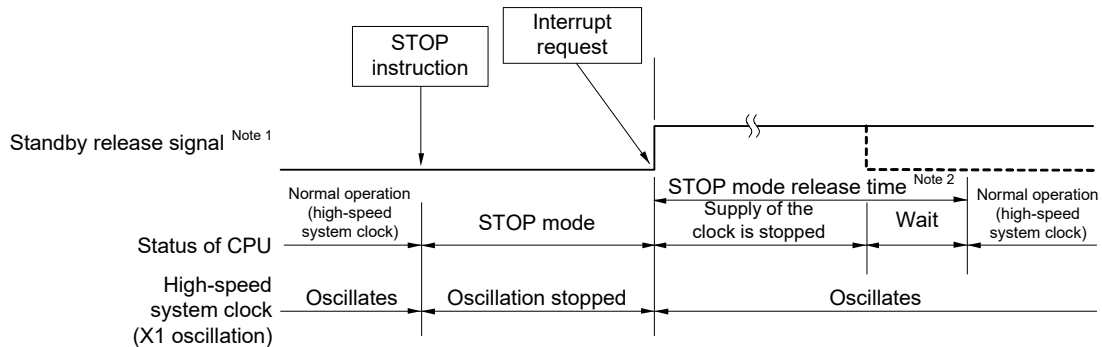 Interrupt
request
STOP
instruction
Standby release signal Note 1
STOP mode release time Note 2
Normal operation
(high-speed
system clock)
Status of CPU
STOP mode
Supply of the
clock is stopped
Wait
Normal operation
(high-speed
system clock)
High-speed
system clock
(X1 oscillation)
Oscillates
Oscillation stopped
Oscillates